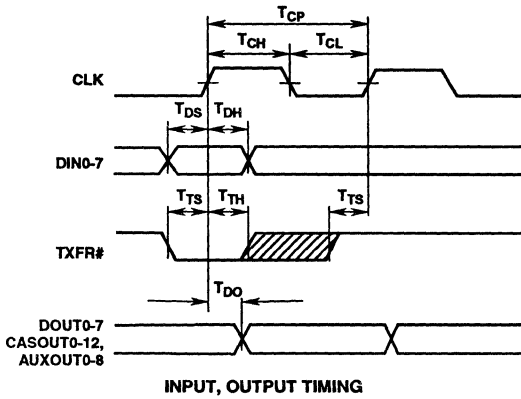 TCP
TCH TCL
CLK
TDS TDH
DIN0-7
TTS TTH TTS
TXFR#
TDO
DOUT0-7
CASOUT0-12,
AUXOUT0-8
INPUT, OUTPUT TIMING